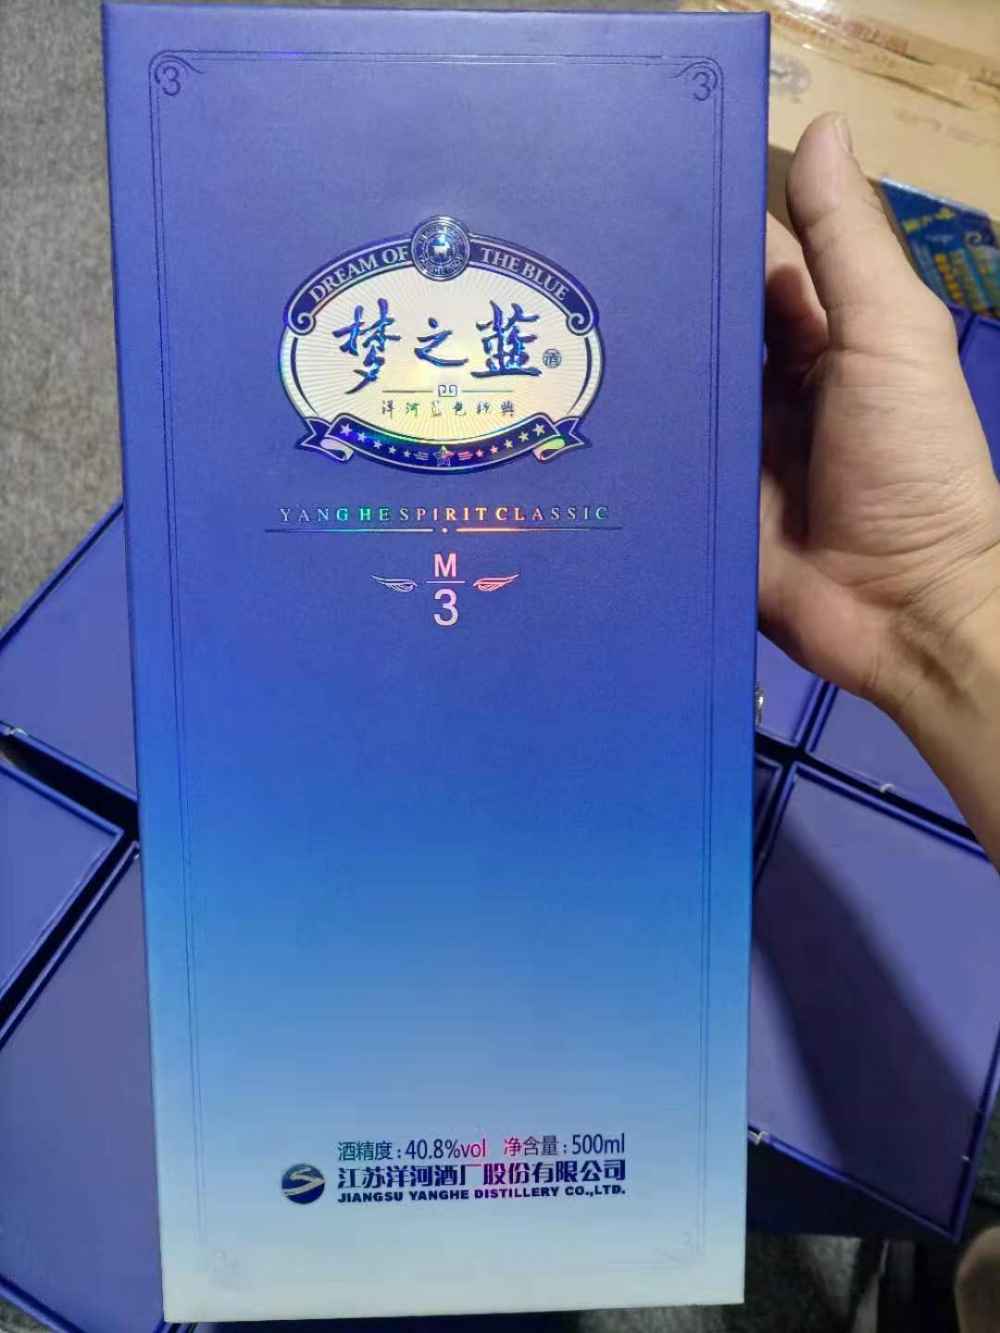 3 3
DREAM OF THE BLUE
梦之蓝 酒
洋河蓝色经典
YANGHE SPIRIT CLASSIC
M
3
酒精度:40.8%vol 净含量:500ml
江苏洋河酒厂股份有限公司
JIANGSU YANGHE DISTILLERY CO.,LTD.